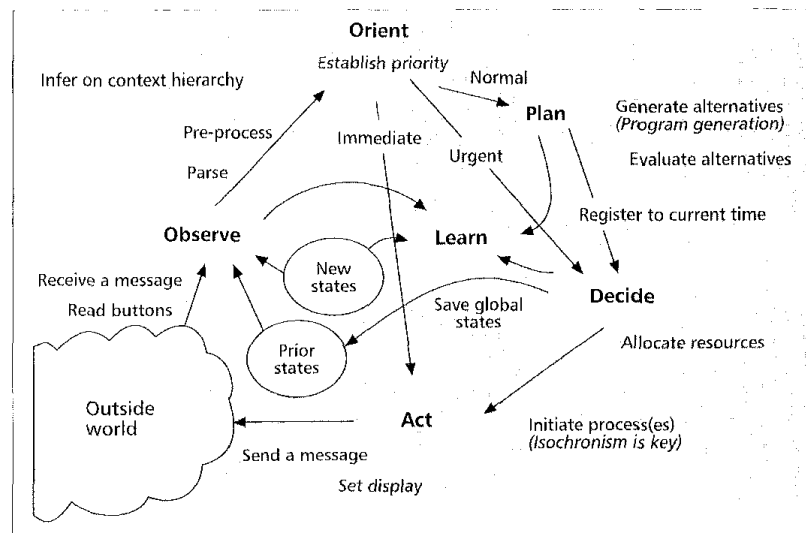 Orient
Establish priority
Infer on context hierarchy
Normal
Plan
Generate alternatives
(Program generation)
Pre-process
Immediate
Urgent
Evaluate alternatives
Parse
Register to current time
Observe
Learn
New
states
Receive a message
Read buttons
Decide
Save global
states
Prior
states
Allocate resources
Outside
world
Act
Initiate process(es)
(Isochronism is key)
Send a message
Set display